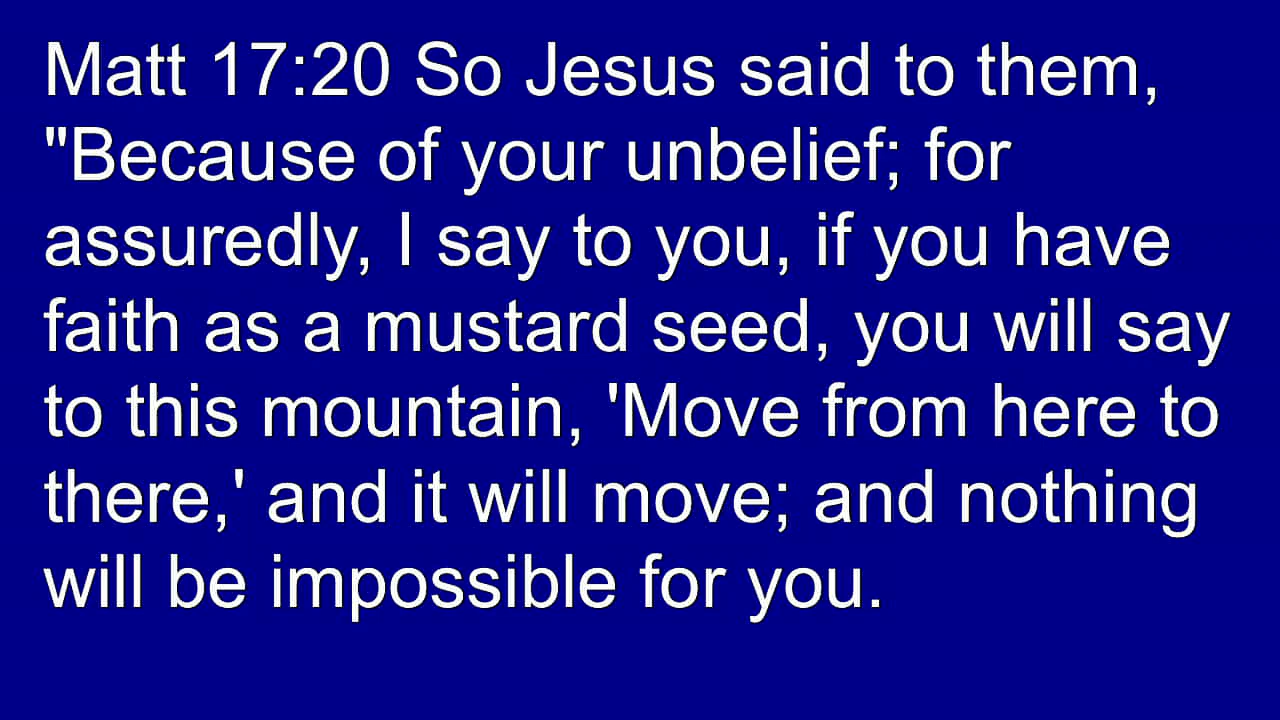 Matt 17:20 So Jesus said to them,
"Because of your unbelief; for
assuredly, I say to you, if you have
faith as a mustard seed, you will say
to this mountain, 'Move from here to
there,' and it will move; and nothing
will be impossible for you.